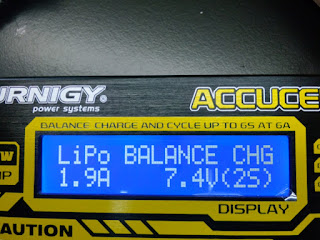 URNIGY®
power systems
ACCUCE
BALANCE CHARGE AND CYCLE UP TO 6S AT 6A
LiPo BALANCE CHG
1.9A 7.4V(2S)
DISPLAY
AUTION